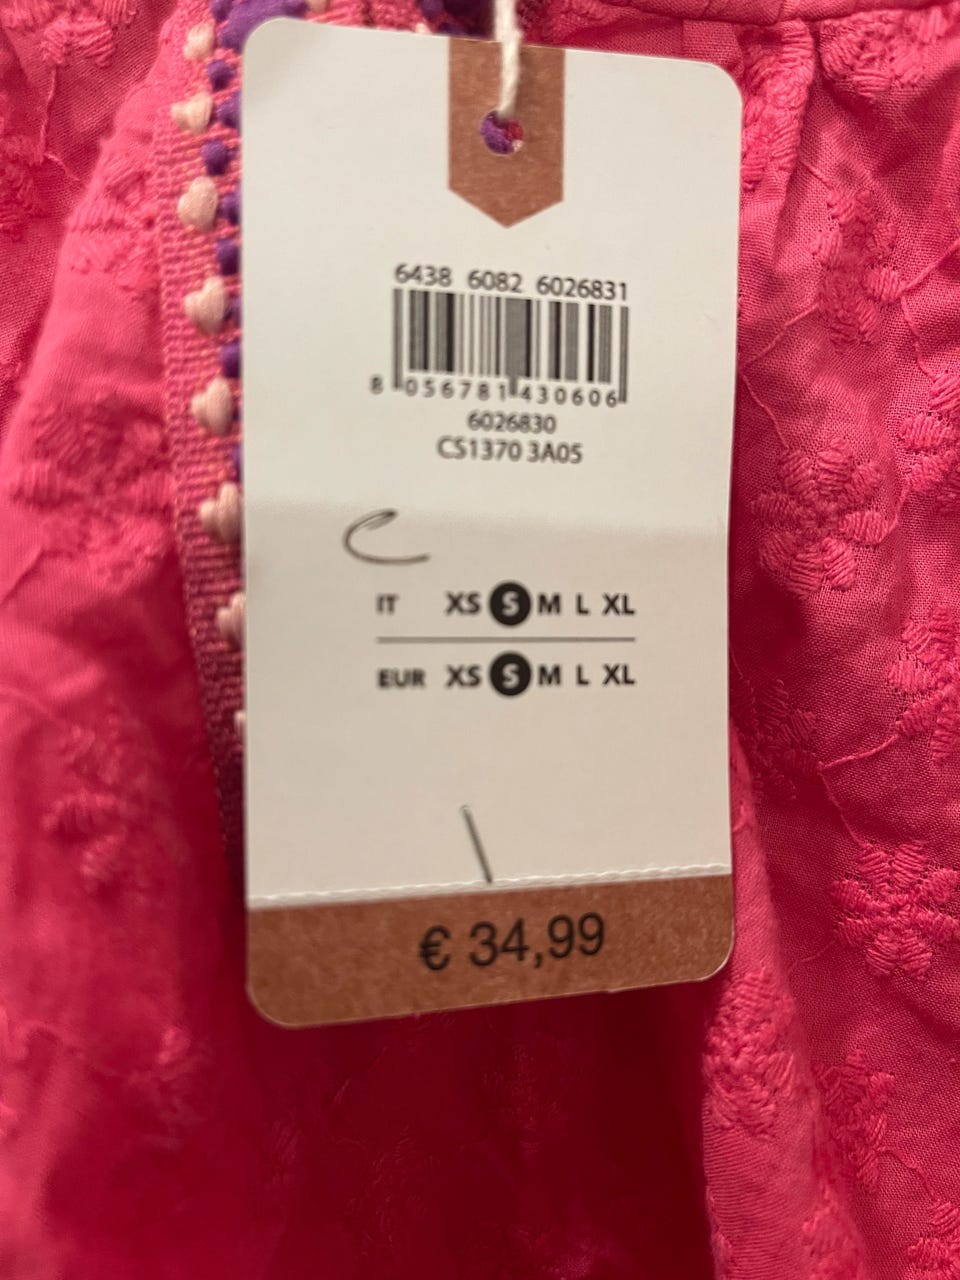 6438 6082 6026831
8 056781 430606
6026830
CS1370 3A05
IT XS S M L XL
EUR XS S M L XL
€ 34,99